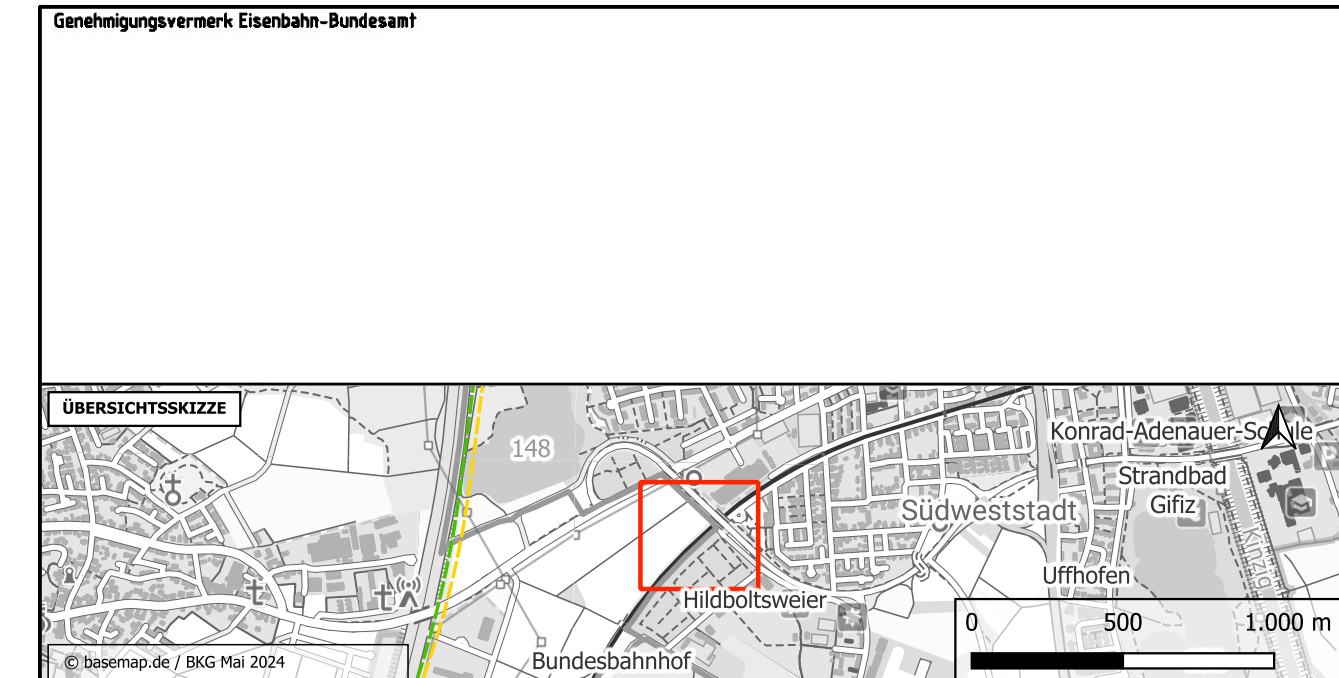 Genehmigungsvermerk Eisenbahn-Bundesamt
ÜBERSICHTSSKIZZE
148
Konrad-Adenauer-Schule
Strandbad
Gifiz
Südweststadt
Kinzig
Uffhofen
Hildboltsweier
0 500 1.000 m
Bundesbahnhof
© basemap.de / BKG Mai 2024